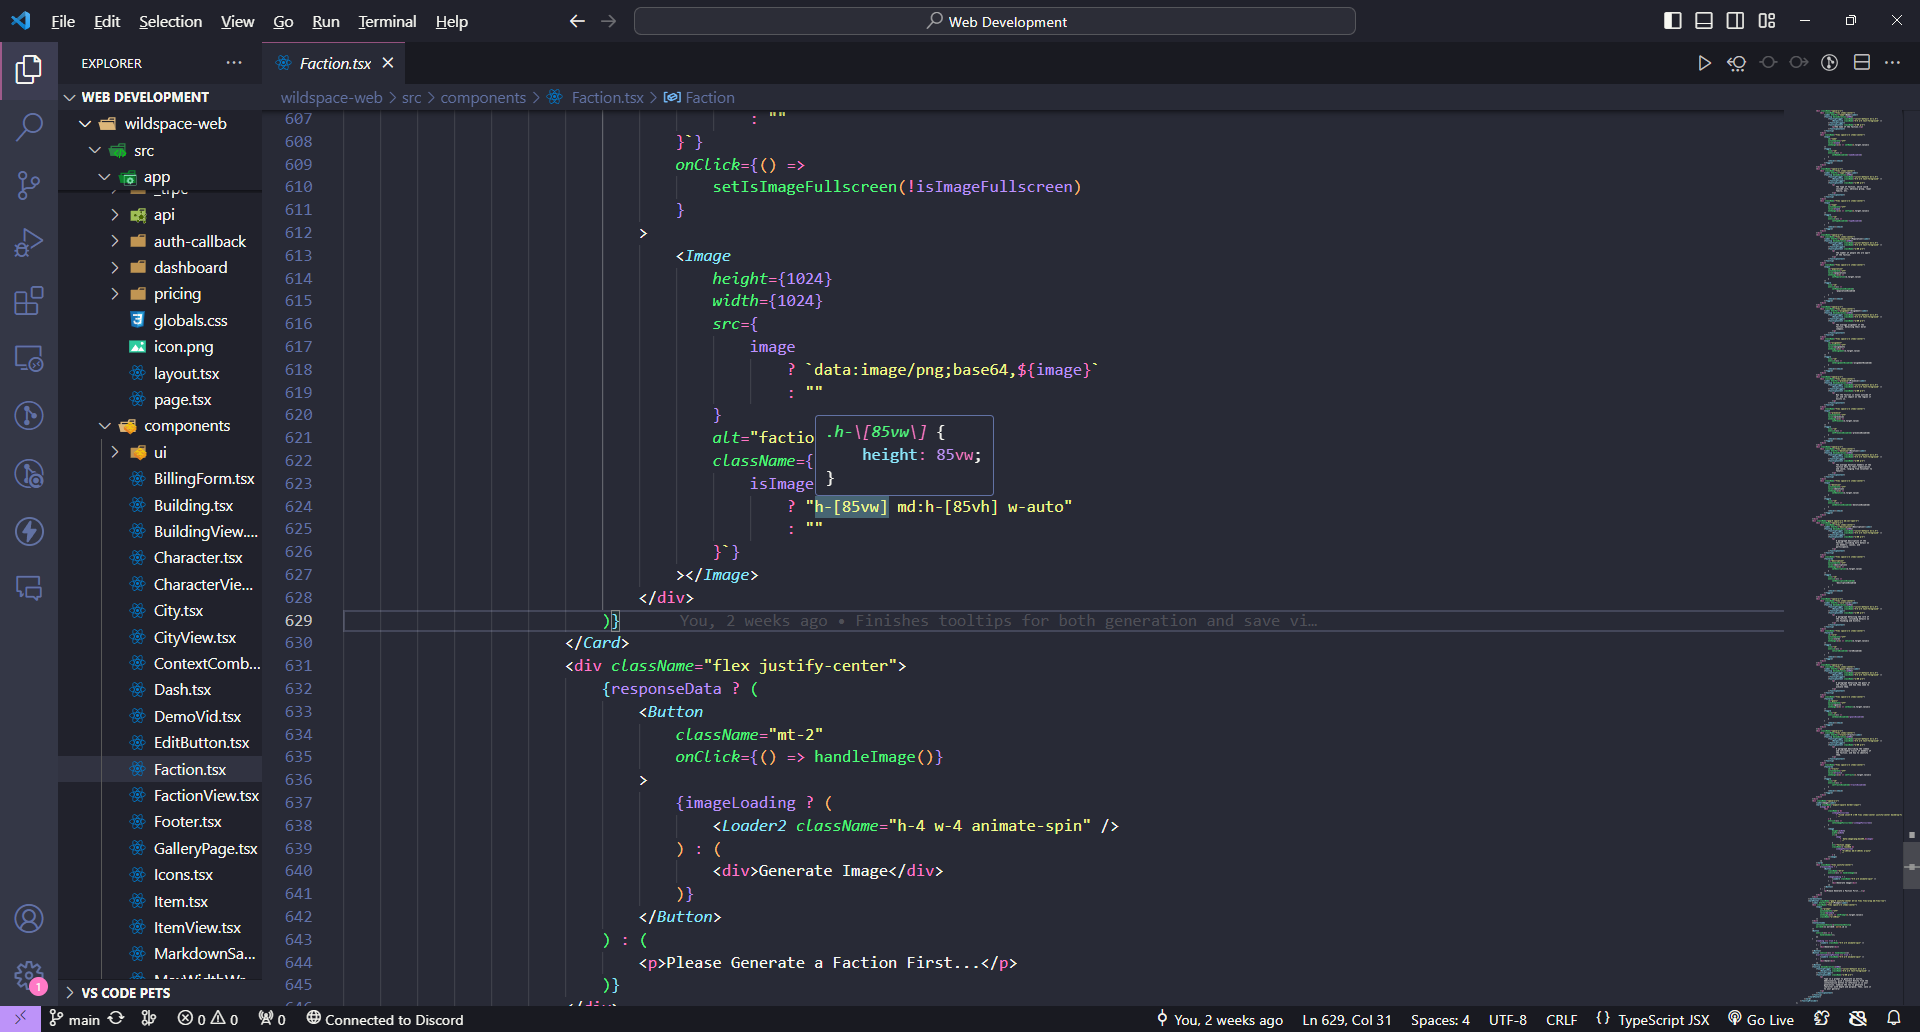 File Edit Selection View Go Run Terminal Help
Web Development
EXPLORER
Faction.tsx
WEB DEVELOPMENT
wildspace-web > src > components > Faction.tsx > Faction
wildspace-web
src
app
_trpc
api
auth-callback
dashboard
pricing
globals.css
icon.png
layout.tsx
page.tsx
components
ui
BillingForm.tsx
Building.tsx
BuildingView....
Character.tsx
CharacterVie...
City.tsx
CityView.tsx
ContextComb...
Dash.tsx
DemoVid.tsx
EditButton.tsx
Faction.tsx
FactionView.tsx
Footer.tsx
GalleryPage.tsx
Icons.tsx
Item.tsx
ItemView.tsx
MarkdownSa...
VS CODE PETS
607 : ""
608 }`}
609 onClick={() =>
610 setIsImageFullscreen(!isImageFullscreen)
611 }
612 >
613 <Image
614 height={1024}
615 width={1024}
616 src={
617 image
618 ? `data:image/png;base64,${image}`
619 : ""
620 }
621 alt="factio
622 className={
623 isImage
624 ? "h-[85vw] md:h-[85vh] w-auto"
625 : ""
626 }`}
627 ></Image>
628 </div>
629 )} You, 2 weeks ago • Finishes tooltips for both generation and save vi…
630 </Card>
631 <div className="flex justify-center">
632 {responseData ? (
633 <Button
634 className="mt-2"
635 onClick={() => handleImage()}
636 >
637 {imageLoading ? (
638 <Loader2 className="h-4 w-4 animate-spin" />
639 ) : (
640 <div>Generate Image</div>
641 )}
642 </Button>
643 ) : (
644 <p>Please Generate a Faction First...</p>
645 )}
646 </div>
.h-\[85vw\] {
height: 85vw;
}
1
main 0 0 0 Connected to Discord
You, 2 weeks ago Ln 629, Col 31 Spaces: 4 UTF-8 CRLF {} TypeScript JSX Go Live